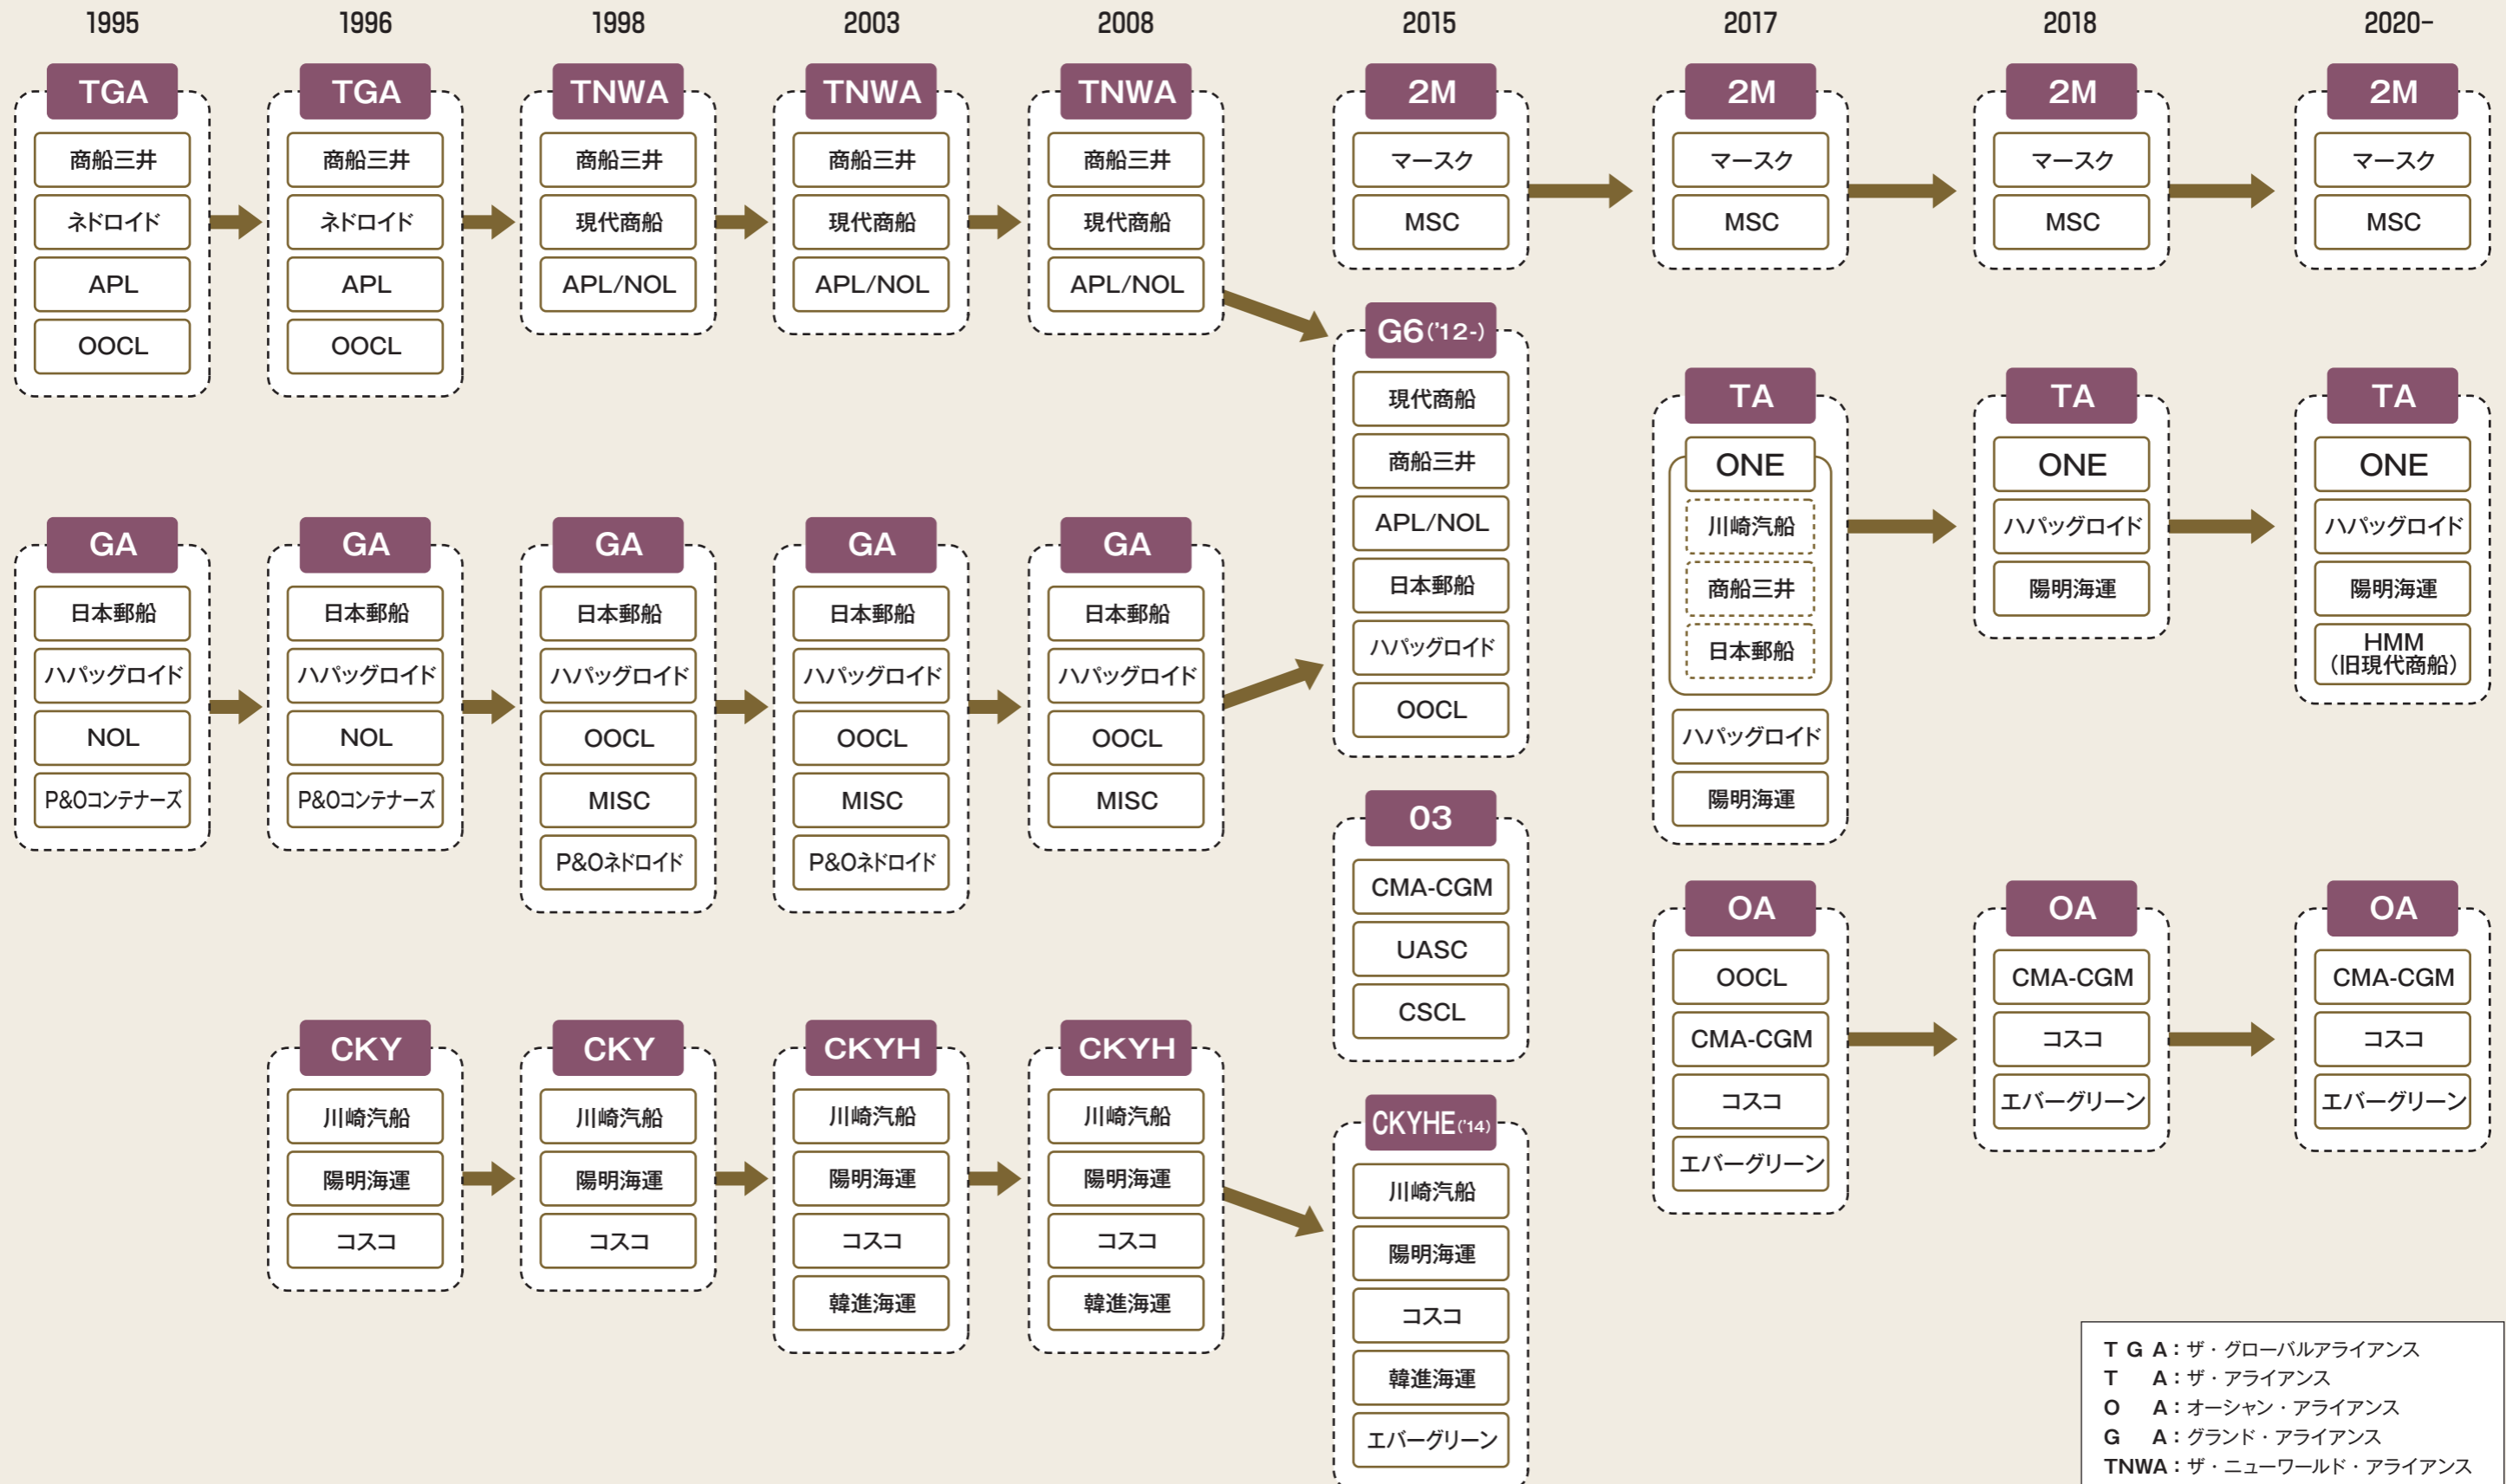 1995
1996
1998
2003
2008
2015
2017
2018
2020-
TGA
商船三井
ネドロイド
APL
OOCL
TGA
商船三井
ネドロイド
APL
OOCL
TNWA
商船三井
現代商船
APL/NOL
TNWA
商船三井
現代商船
APL/NOL
TNWA
商船三井
現代商船
APL/NOL
2M
マースク
MSC
2M
マースク
MSC
2M
マースク
MSC
2M
マースク
MSC
GA
日本郵船
ハパッグロイド
NOL
P&Oコンテナーズ
GA
日本郵船
ハパッグロイド
NOL
P&Oコンテナーズ
GA
日本郵船
ハパッグロイド
OOCL
MISC
P&Oネドロイド
GA
日本郵船
ハパッグロイド
OOCL
MISC
P&Oネドロイド
GA
日本郵船
ハパッグロイド
OOCL
MISC
G6('12-)
現代商船
商船三井
APL/NOL
日本郵船
ハパッグロイド
OOCL
TA
ONE
川崎汽船
商船三井
日本郵船
ハパッグロイド
陽明海運
TA
ONE
ハパッグロイド
陽明海運
TA
ONE
ハパッグロイド
陽明海運
HMM
(旧現代商船)
O3
CMA-CGM
UASC
CSCL
CKY
川崎汽船
陽明海運
コスコ
CKY
川崎汽船
陽明海運
コスコ
CKYH
川崎汽船
陽明海運
コスコ
韓進海運
CKYH
川崎汽船
陽明海運
コスコ
韓進海運
CKYHE('14)
川崎汽船
陽明海運
コスコ
韓進海運
エバーグリーン
OA
OOCL
CMA-CGM
コスコ
エバーグリーン
OA
CMA-CGM
コスコ
エバーグリーン
OA
CMA-CGM
コスコ
エバーグリーン
TGA：ザ・グローバルアライアンス
TA：ザ・アライアンス
OA：オーシャン・アライアンス
GA：グランド・アライアンス
TNWA：ザ・ニューワールド・アライアンス